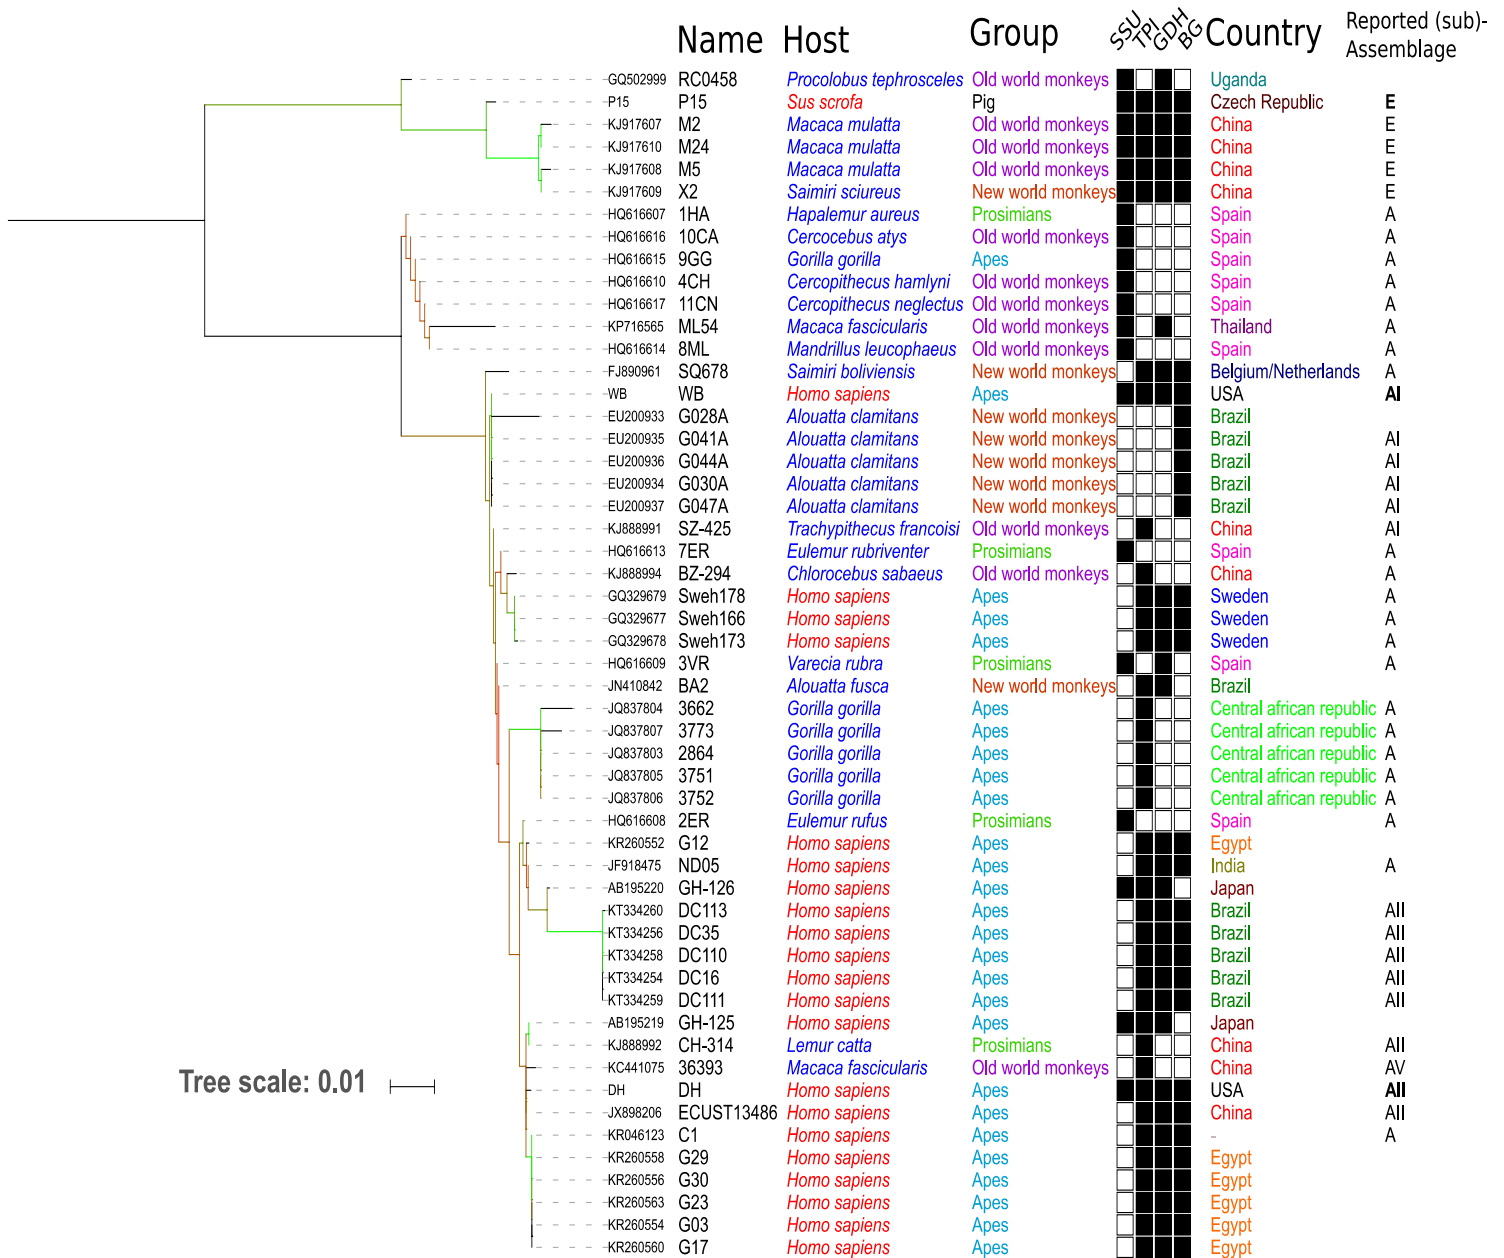 Name Host Group SSU TPI GDH BG Country Reported (sub)-
Assemblage
GQ502999 RC0458 Procolobus tephrosceles Old world monkeys Uganda
P15 P15 Sus scrofa Pig Czech Republic E
KJ917607 M2 Macaca mulatta Old world monkeys China E
KJ917610 M24 Macaca mulatta Old world monkeys China E
KJ917608 M5 Macaca mulatta Old world monkeys China E
KJ917609 X2 Saimiri sciureus New world monkeys China E
HQ616607 1HA Hapalemur aureus Prosimians Spain A
HQ616616 10CA Cercocebus atys Old world monkeys Spain A
HQ616615 9GG Gorilla gorilla Apes Spain A
HQ616610 4CH Cercopithecus hamlyni Old world monkeys Spain A
HQ616617 11CN Cercopithecus neglectus Old world monkeys Spain A
KP716565 ML54 Macaca fascicularis Old world monkeys Thailand A
HQ616614 8ML Mandrillus leucophaeus Old world monkeys Spain A
FJ890961 SQ678 Saimiri boliviensis New world monkeys Belgium/Netherlands A
WB WB Homo sapiens Apes USA AI
EU200933 G028A Alouatta clamitans New world monkeys Brazil
EU200935 G041A Alouatta clamitans New world monkeys Brazil AI
EU200936 G044A Alouatta clamitans New world monkeys Brazil AI
EU200934 G030A Alouatta clamitans New world monkeys Brazil AI
EU200937 G047A Alouatta clamitans New world monkeys Brazil AI
KJ888991 SZ-425 Trachypithecus francoisi Old world monkeys China AI
HQ616613 7ER Eulemur rubriventer Prosimians Spain A
KJ888994 BZ-294 Chlorocebus sabaeus Old world monkeys China A
GQ329679 Sweh178 Homo sapiens Apes Sweden A
GQ329677 Sweh166 Homo sapiens Apes Sweden A
GQ329678 Sweh173 Homo sapiens Apes Sweden A
HQ616609 3VR Varecia rubra Prosimians Spain A
JN410842 BA2 Alouatta fusca New world monkeys Brazil
JQ837804 3662 Gorilla gorilla Apes Central african republic A
JQ837807 3773 Gorilla gorilla Apes Central african republic A
JQ837803 2864 Gorilla gorilla Apes Central african republic A
JQ837805 3751 Gorilla gorilla Apes Central african republic A
JQ837806 3752 Gorilla gorilla Apes Central african republic A
HQ616608 2ER Eulemur rufus Prosimians Spain A
KR260552 G12 Homo sapiens Apes Egypt
JF918475 ND05 Homo sapiens Apes India A
AB195220 GH-126 Homo sapiens Apes Japan
KT334260 DC113 Homo sapiens Apes Brazil AII
KT334256 DC35 Homo sapiens Apes Brazil AII
KT334258 DC110 Homo sapiens Apes Brazil AII
KT334254 DC16 Homo sapiens Apes Brazil AII
KT334259 DC111 Homo sapiens Apes Brazil AII
AB195219 GH-125 Homo sapiens Apes Japan
KJ888992 CH-314 Lemur catta Prosimians China AII
KC441075 36393 Macaca fascicularis Old world monkeys China AV
Tree scale: 0.01
DH DH Homo sapiens Apes USA AII
JX898206 ECUST13486 Homo sapiens Apes China AII
KR046123 C1 Homo sapiens Apes - A
KR260558 G29 Homo sapiens Apes Egypt
KR260556 G30 Homo sapiens Apes Egypt
KR260563 G23 Homo sapiens Apes Egypt
KR260554 G03 Homo sapiens Apes Egypt
KR260560 G17 Homo sapiens Apes Egypt